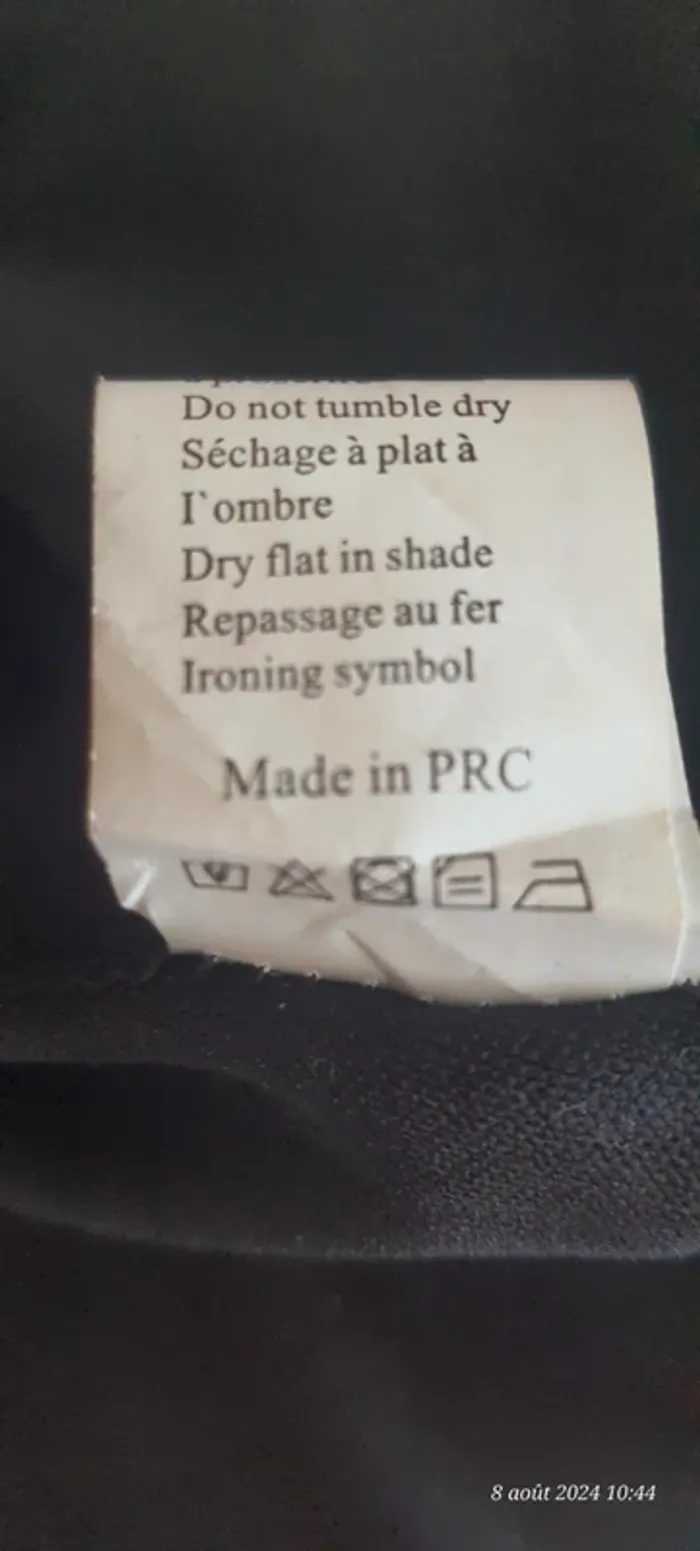 Do not tumble dry
Séchage à plat à
I`ombre
Dry flat in shade
Repassage au fer
Ironing symbol
Made in PRC
8 août 2024 10:44